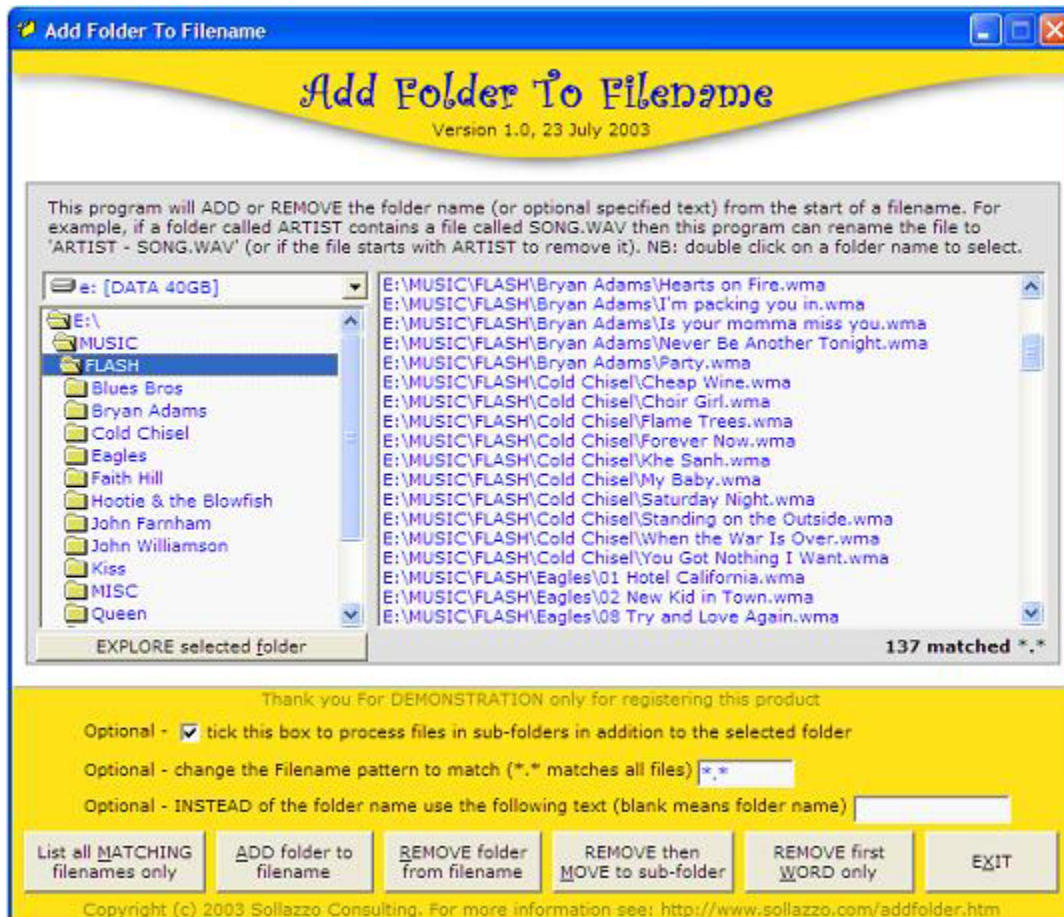 Add Folder To Filename
Add Folder To Filename
Version 1.0, 23 July 2003
This program will ADD or REMOVE the folder name (or optional specified text) from the start of a filename. For
example, if a folder called ARTIST contains a file called SONG.WAV then this program can rename the file to
'ARTIST - SONG.WAV' (or if the file starts with ARTIST to remove it). NB: double click on a folder name to select.
e: [DATA 40GB]
E:\
MUSIC
FLASH
Blues Bros
Bryan Adams
Cold Chisel
Eagles
Faith Hill
Hootie & the Blowfish
John Farnham
John Williamson
Kiss
MISC
Queen
EXPLORE selected folder
E:\MUSIC\FLASH\Bryan Adams\Hearts on Fire.wma
E:\MUSIC\FLASH\Bryan Adams\I'm packing you in.wma
E:\MUSIC\FLASH\Bryan Adams\Is your momma miss you.wma
E:\MUSIC\FLASH\Bryan Adams\Never Be Another Tonight.wma
E:\MUSIC\FLASH\Bryan Adams\Party.wma
E:\MUSIC\FLASH\Cold Chisel\Cheap Wine.wma
E:\MUSIC\FLASH\Cold Chisel\Choir Girl.wma
E:\MUSIC\FLASH\Cold Chisel\Flame Trees.wma
E:\MUSIC\FLASH\Cold Chisel\Forever Now.wma
E:\MUSIC\FLASH\Cold Chisel\Khe Sanh.wma
E:\MUSIC\FLASH\Cold Chisel\My Baby.wma
E:\MUSIC\FLASH\Cold Chisel\Saturday Night.wma
E:\MUSIC\FLASH\Cold Chisel\Standing on the Outside.wma
E:\MUSIC\FLASH\Cold Chisel\When the War Is Over.wma
E:\MUSIC\FLASH\Cold Chisel\You Got Nothing I Want.wma
E:\MUSIC\FLASH\Eagles\01 Hotel California.wma
E:\MUSIC\FLASH\Eagles\02 New Kid in Town.wma
E:\MUSIC\FLASH\Eagles\08 Try and Love Again.wma
137 matched *.*
Thank you For DEMONSTRATION only for registering this product
Optional - tick this box to process files in sub-folders in addition to the selected folder
Optional - change the Filename pattern to match (*.* matches all files) *.*
Optional - INSTEAD of the folder name use the following text (blank means folder name)
List all MATCHING
filenames only
ADD folder to
filename
REMOVE folder
from filename
REMOVE then
MOVE to sub-folder
REMOVE first
WORD only
EXIT
Copyright (c) 2003 Sollazzo Consulting. For more information see: http://www.sollazzo.com/addfolder.htm